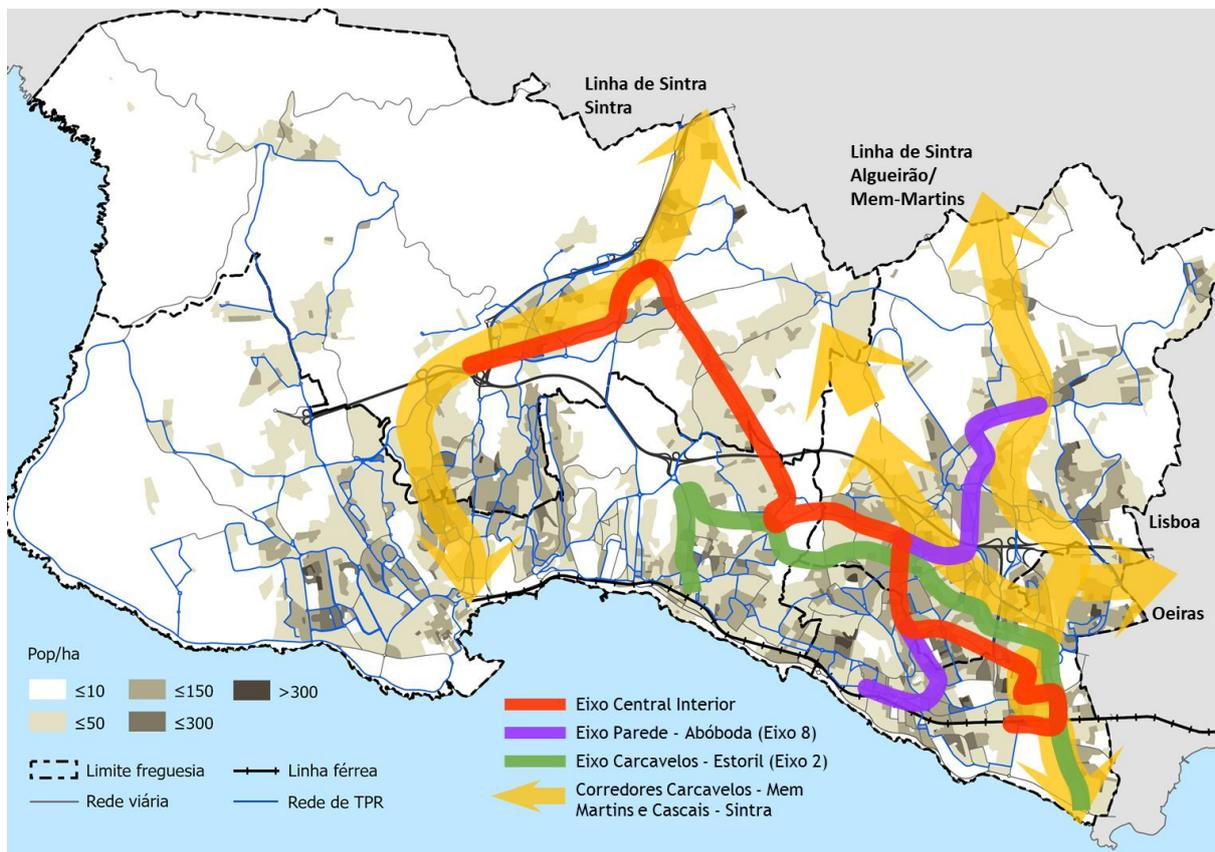 Linha de Sintra
Sintra
Linha de Sintra
Algueirão/
Mem-Martins
Lisboa
Oeiras
Pop/ha
≤10
≤150
>300
≤50
≤300
Limite freguesia
Linha férrea
Rede viária
Rede de TPR
Eixo Central Interior
Eixo Parede - Abóboda (Eixo 8)
Eixo Carcavelos - Estoril (Eixo 2)
Corredores Carcavelos - Mem
Martins e Cascais - Sintra